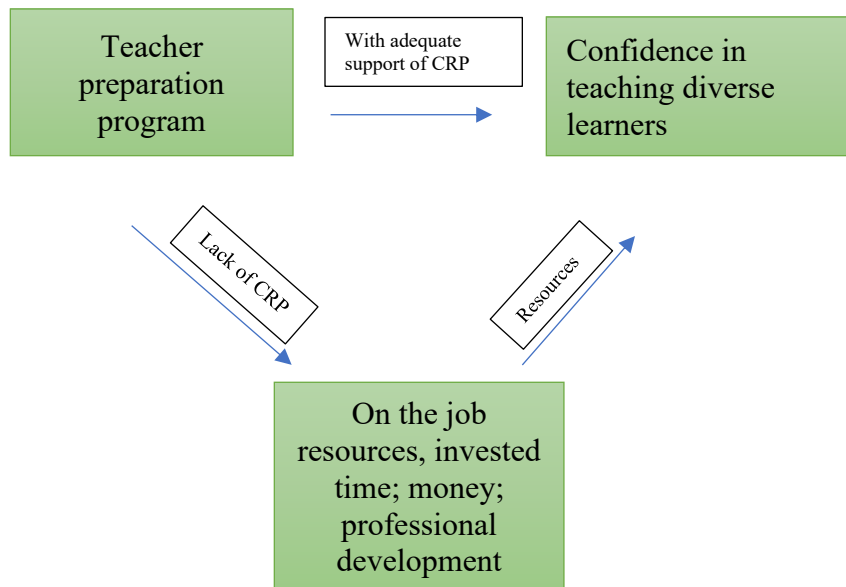 Teacher
preparation
program
With adequate
support of CRP
Confidence in
teaching diverse
learners
Lack of CRP
Resources
On the job
resources, invested
time; money;
professional
development